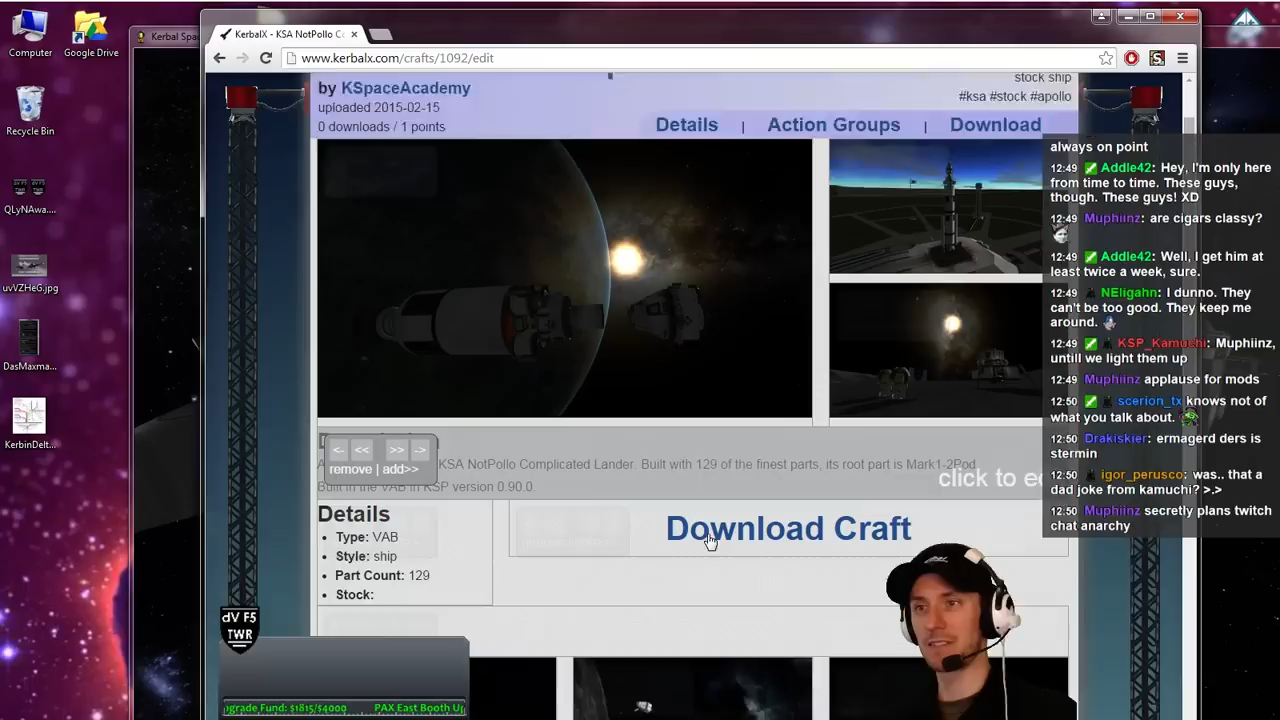 Computer
Google Drive
Recycle Bin
QLyNAwa....
uvVZHeG.jpg
DasMaxma...
KerbinDelt...
Kerbal Spa
KerbalX - KSA NotPollo Co
www.kerbalx.com/crafts/1092/edit
by KSpaceAcademy
uploaded 2015-02-15
0 downloads / 1 points
stock ship
#ksa #stock #apollo
Details | Action Groups | Download
<- << >> ->
remove | add>>
KSA NotPollo Complicated Lander. Built with 129 of the finest parts, its root part is Mark1-2Pod.
Built in the VAB in KSP version 0.90.0.
click to e
Details
Type: VAB
Style: ship
Part Count: 129
Stock:
Download Craft
always on point
12:49 Addle42: Hey, I'm only here
from time to time. These guys,
though. These guys! XD
12:49 Muphiinz: are cigars classy?
12:49 Addle42: Well, I get him at
least twice a week, sure.
12:49 NEligahn: I dunno. They
can't be too good. They keep me
around.
12:49 KSP_Kamuchi: Muphiinz,
untill we light them up
12:49 Muphiinz applause for mods
12:50 scerion_tx knows not of
what you talk about.
12:50 Drakiskier: ermagerd ders is
stermin
12:50 igor_perusco: was.. that a
dad joke from kamuchi? >.>
12:50 Muphiinz secretly plans twitch
chat anarchy
dV F5
TWR
pgrade Fund: $1815/$4000 PAX East Booth Up